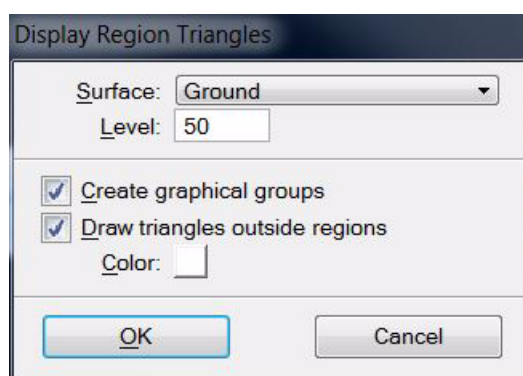 Display Region Triangles
Surface: Ground
Level: 50
Create graphical groups
Draw triangles outside regions
Color:
OK Cancel